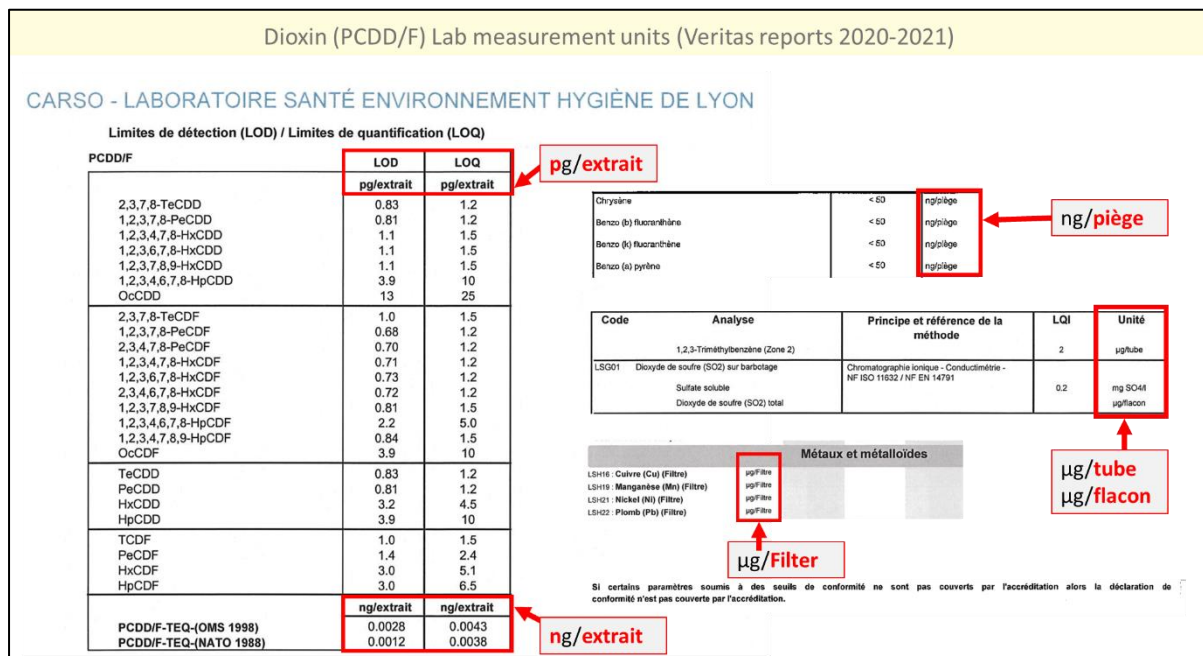 Dioxin (PCDD/F) Lab measurement units (Veritas reports 2020-2021)
CARSO - LABORATOIRE SANTÉ ENVIRONNEMENT HYGIÈNE DE LYON
Limites de détection (LOD) / Limites de quantification (LOQ)
PCDD/F LOD LOQ
pg/extrait pg/extrait
2,3,7,8-TeCDD 0.83 1.2
1,2,3,7,8-PeCDD 0.81 1.2
1,2,3,4,7,8-HxCDD 1.1 1.5
1,2,3,6,7,8-HxCDD 1.1 1.5
1,2,3,7,8,9-HxCDD 1.1 1.5
1,2,3,4,6,7,8-HpCDD 3.9 10
OcCDD 13 25
2,3,7,8-TeCDF 1.0 1.5
1,2,3,7,8-PeCDF 0.68 1.2
2,3,4,7,8-PeCDF 0.70 1.2
1,2,3,4,7,8-HxCDF 0.71 1.2
1,2,3,6,7,8-HxCDF 0.73 1.2
2,3,4,6,7,8-HxCDF 0.72 1.2
1,2,3,7,8,9-HxCDF 0.81 1.5
1,2,3,4,6,7,8-HpCDF 2.2 5.0
1,2,3,4,7,8,9-HpCDF 0.84 1.5
OcCDF 3.9 10
TeCDD 0.83 1.2
PeCDD 0.81 1.2
HxCDD 3.2 4.5
HpCDD 3.9 10
TCDF 1.0 1.5
PeCDF 1.4 2.4
HxCDF 3.0 5.1
HpCDF 3.0 6.5
ng/extrait ng/extrait
PCDD/F-TEQ-(OMS 1998) 0.0028 0.0043
PCDD/F-TEQ-(NATO 1988) 0.0012 0.0038
pg/extrait
ng/extrait
Chrysène < 50 ng/piège
Benzo (b) fluoranthène < 50 ng/piège
Benzo (k) fluoranthène < 50 ng/piège
Benzo (a) pyrène < 50 ng/piège
ng/piège
Code Analyse Principe et référence de la LQI Unité
méthode
1,2,3-Triméthylbenzène (Zone 2) 2 µg/tube
LSG01 Dioxyde de soufre (SO2) sur barbotage Chromatographie ionique - Conductimétrie -
NF ISO 11632 / NF EN 14791
Sulfate soluble 0.2 mg SO4/l
Dioxyde de soufre (SO2) total µg/flacon
µg/tube
µg/flacon
Métaux et métalloïdes
LSH16 : Cuivre (Cu) (Filtre) µg/Filtre
LSH19 : Manganèse (Mn) (Filtre) µg/Filtre
LSH21 : Nickel (Ni) (Filtre) µg/Filtre
LSH22 : Plomb (Pb) (Filtre) µg/Filtre
µg/Filter
Si certains paramètres soumis à des seuils de conformité ne sont pas couverts par l'accréditation alors la déclaration de
conformité n'est pas couverte par l'accréditation.